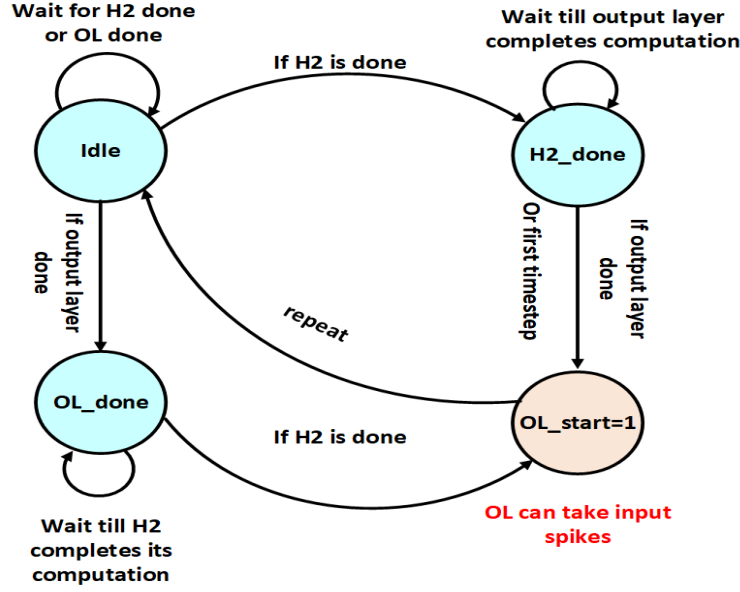 Wait for H2 done
or OL done
Wait till output layer
completes computation
If H2 is done
Idle
H2_done
If output layer
done
Or first timestep
If output layer
done
repeat
OL_done
OL_start=1
If H2 is done
OL can take input
spikes
Wait till H2
completes its
computation